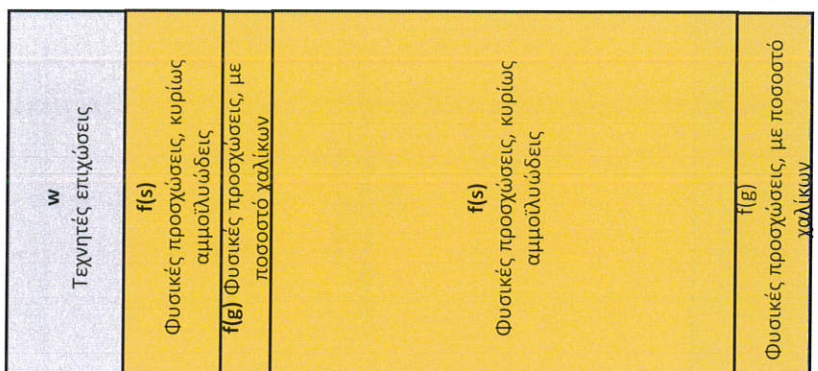 w
Τεχνητές επιχώσεις
f(s)
Φυσικές προσχώσεις, κυρίως
αμμοϊλυώδεις
f(g) Φυσικές προσχώσεις, με
ποσοστό χαλίκων
f(s)
Φυσικές προσχώσεις, κυρίως
αμμοϊλυώδεις
f(g)
Φυσικές προσχώσεις, με ποσοστό
χαλίκων